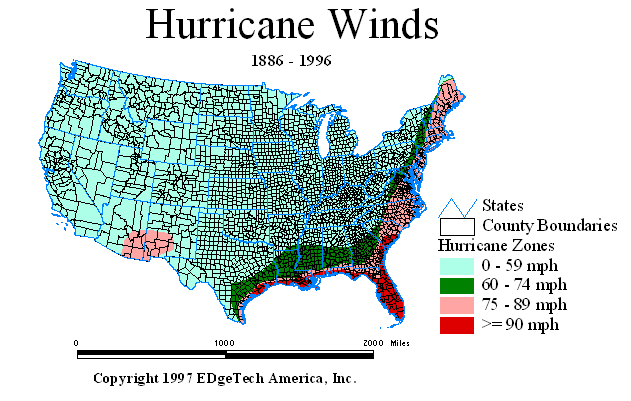 Hurricane Winds
1886 - 1996
States
County Boundaries
Hurricane Zones
0 - 59 mph
60 - 74 mph
75 - 89 mph
>= 90 mph
0 1000 2000 Miles
Copyright 1997 EDgeTech America, Inc.